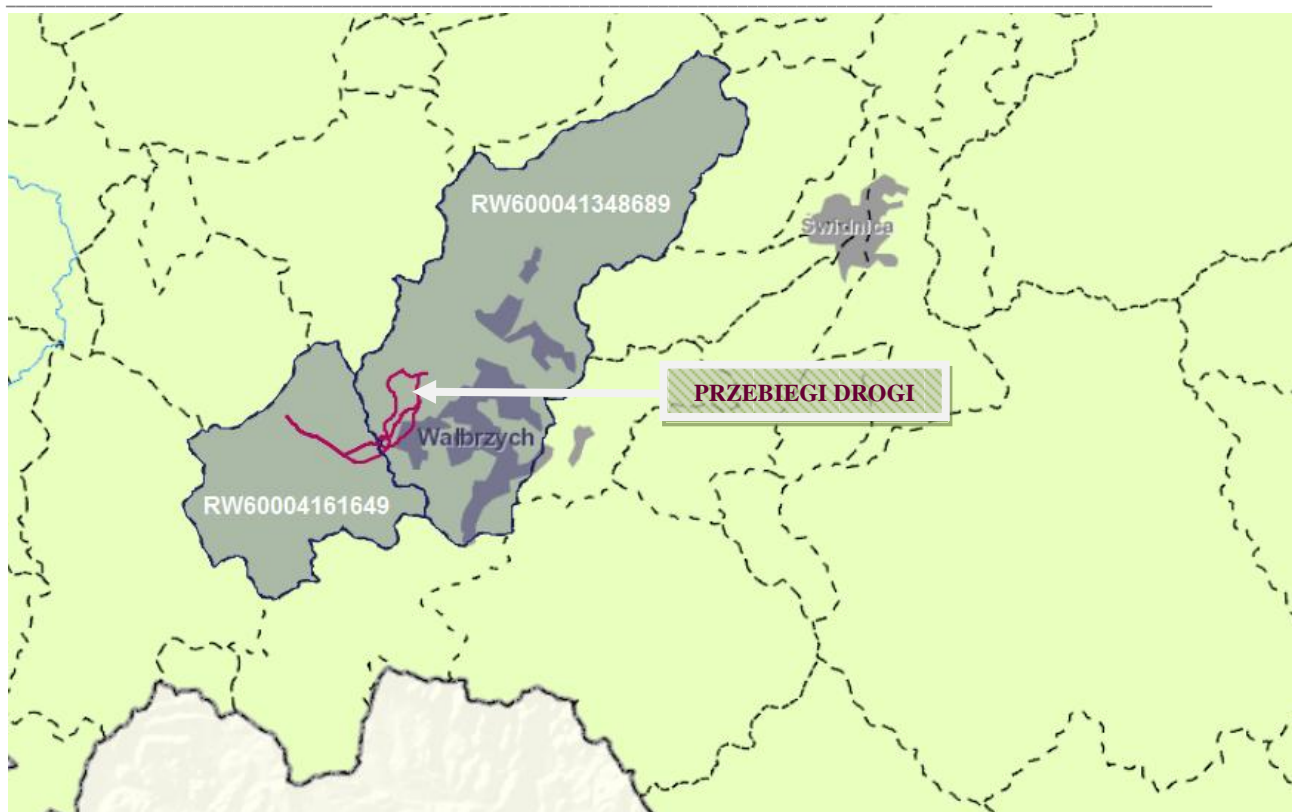 RW600041348689
Świdnica
PRZEBIEGI DROGI
Wałbrzych
RW60004161649